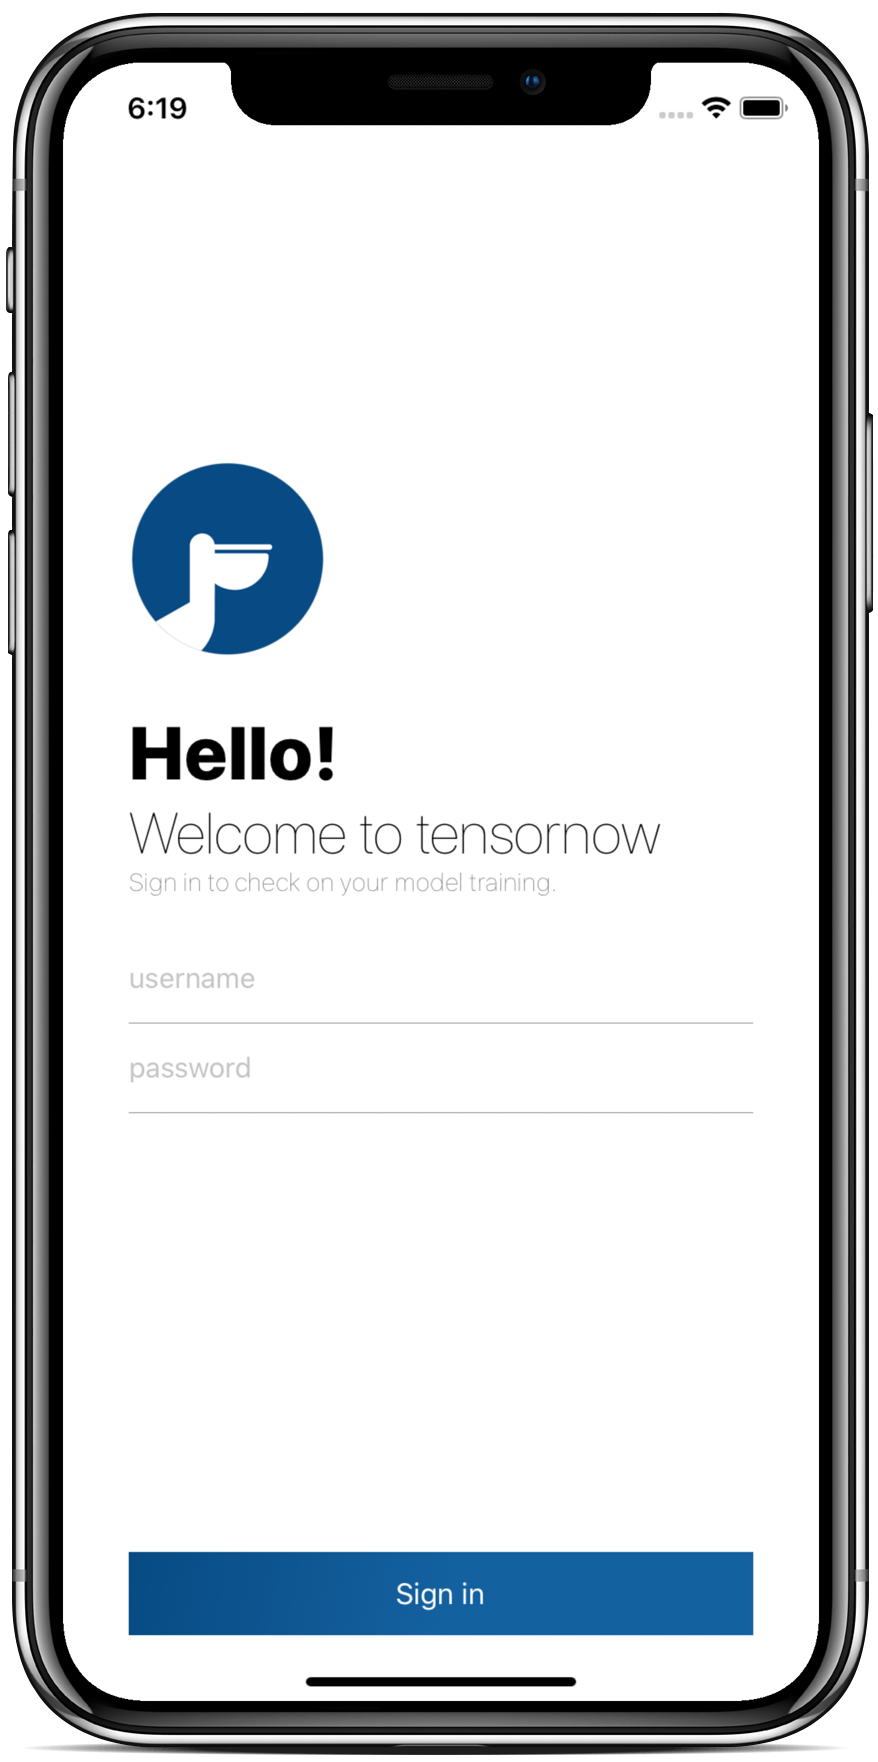 6:19
Hello!
Welcome to tensornow
Sign in to check on your model training.
username
password
Sign in